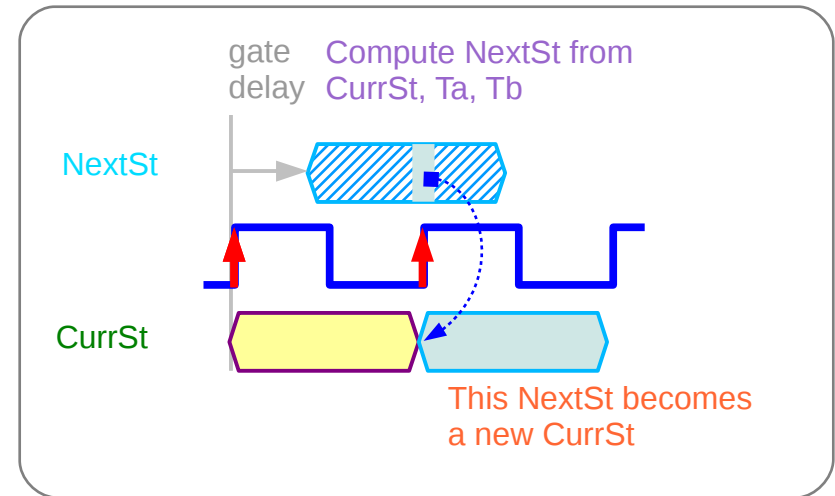 gate
delay
Compute NextSt from
CurrSt, Ta, Tb
NextSt
CurrSt
This NextSt becomes
a new CurrSt